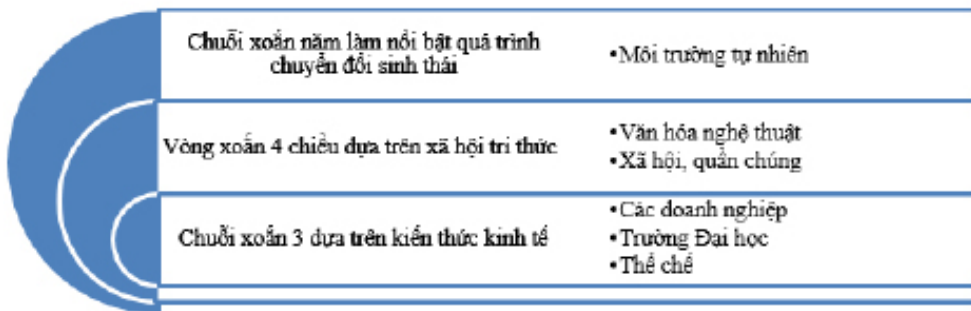 Chuỗi xoắn năm làm nổi bật quá trình
chuyển đổi sinh thái
•Môi trường tự nhiên
Vòng xoắn 4 chiều dựa trên xã hội tri thức
•Văn hóa nghệ thuật
•Xã hội, quần chúng
Chuỗi xoắn 3 dựa trên kiến thức kinh tế
•Các doanh nghiệp
•Trường Đại học
•Thể chế